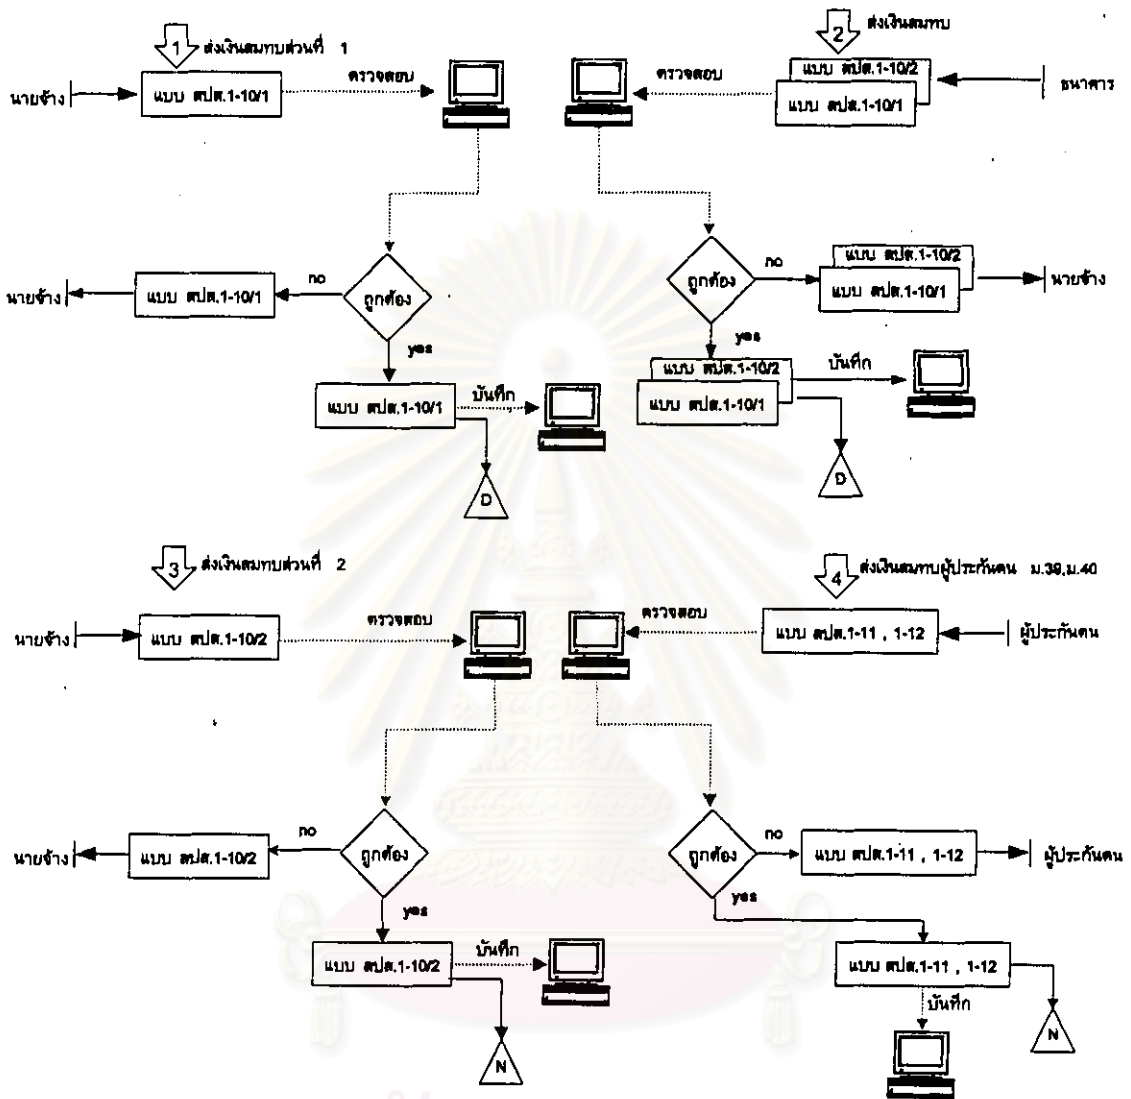 1 ส่งเงินสมทบส่วนที่ 1
นายจ้าง
แบบ สปส.1-10/1
ตรวจสอบ
2 ส่งเงินสมทบ
ตรวจสอบ
แบบ สปส.1-10/2
แบบ สปส.1-10/1
ธนาคาร
นายจ้าง
แบบ สปส.1-10/1
no
ถูกต้อง
yes
แบบ สปส.1-10/1
บันทึก
D
ถูกต้อง
no
แบบ สปส.1-10/2
แบบ สปส.1-10/1
นายจ้าง
yes
แบบ สปส.1-10/2
แบบ สปส.1-10/1
บันทึก
D
3 ส่งเงินสมทบส่วนที่ 2
นายจ้าง
แบบ สปส.1-10/2
ตรวจสอบ
4 ส่งเงินสมทบผู้ประกันตน ม.39,ม.40
ตรวจสอบ
แบบ สปส.1-11 , 1-12
ผู้ประกันตน
นายจ้าง
แบบ สปส.1-10/2
no
ถูกต้อง
yes
แบบ สปส.1-10/2
บันทึก
N
ถูกต้อง
no
แบบ สปส.1-11 , 1-12
ผู้ประกันตน
yes
แบบ สปส.1-11 , 1-12
บันทึก
N